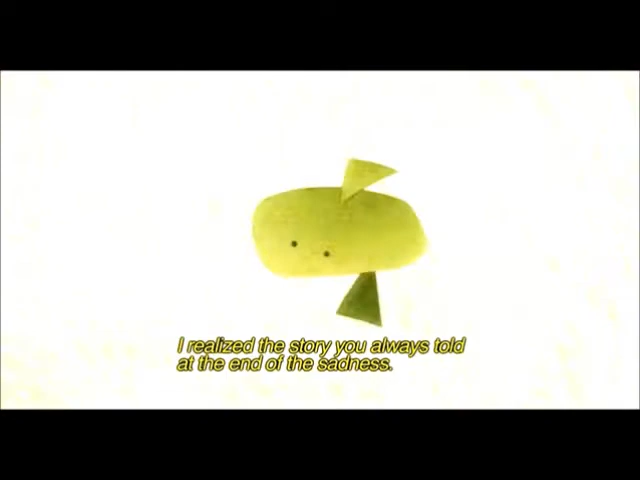 I realized the story you always told
at the end of the sadness.